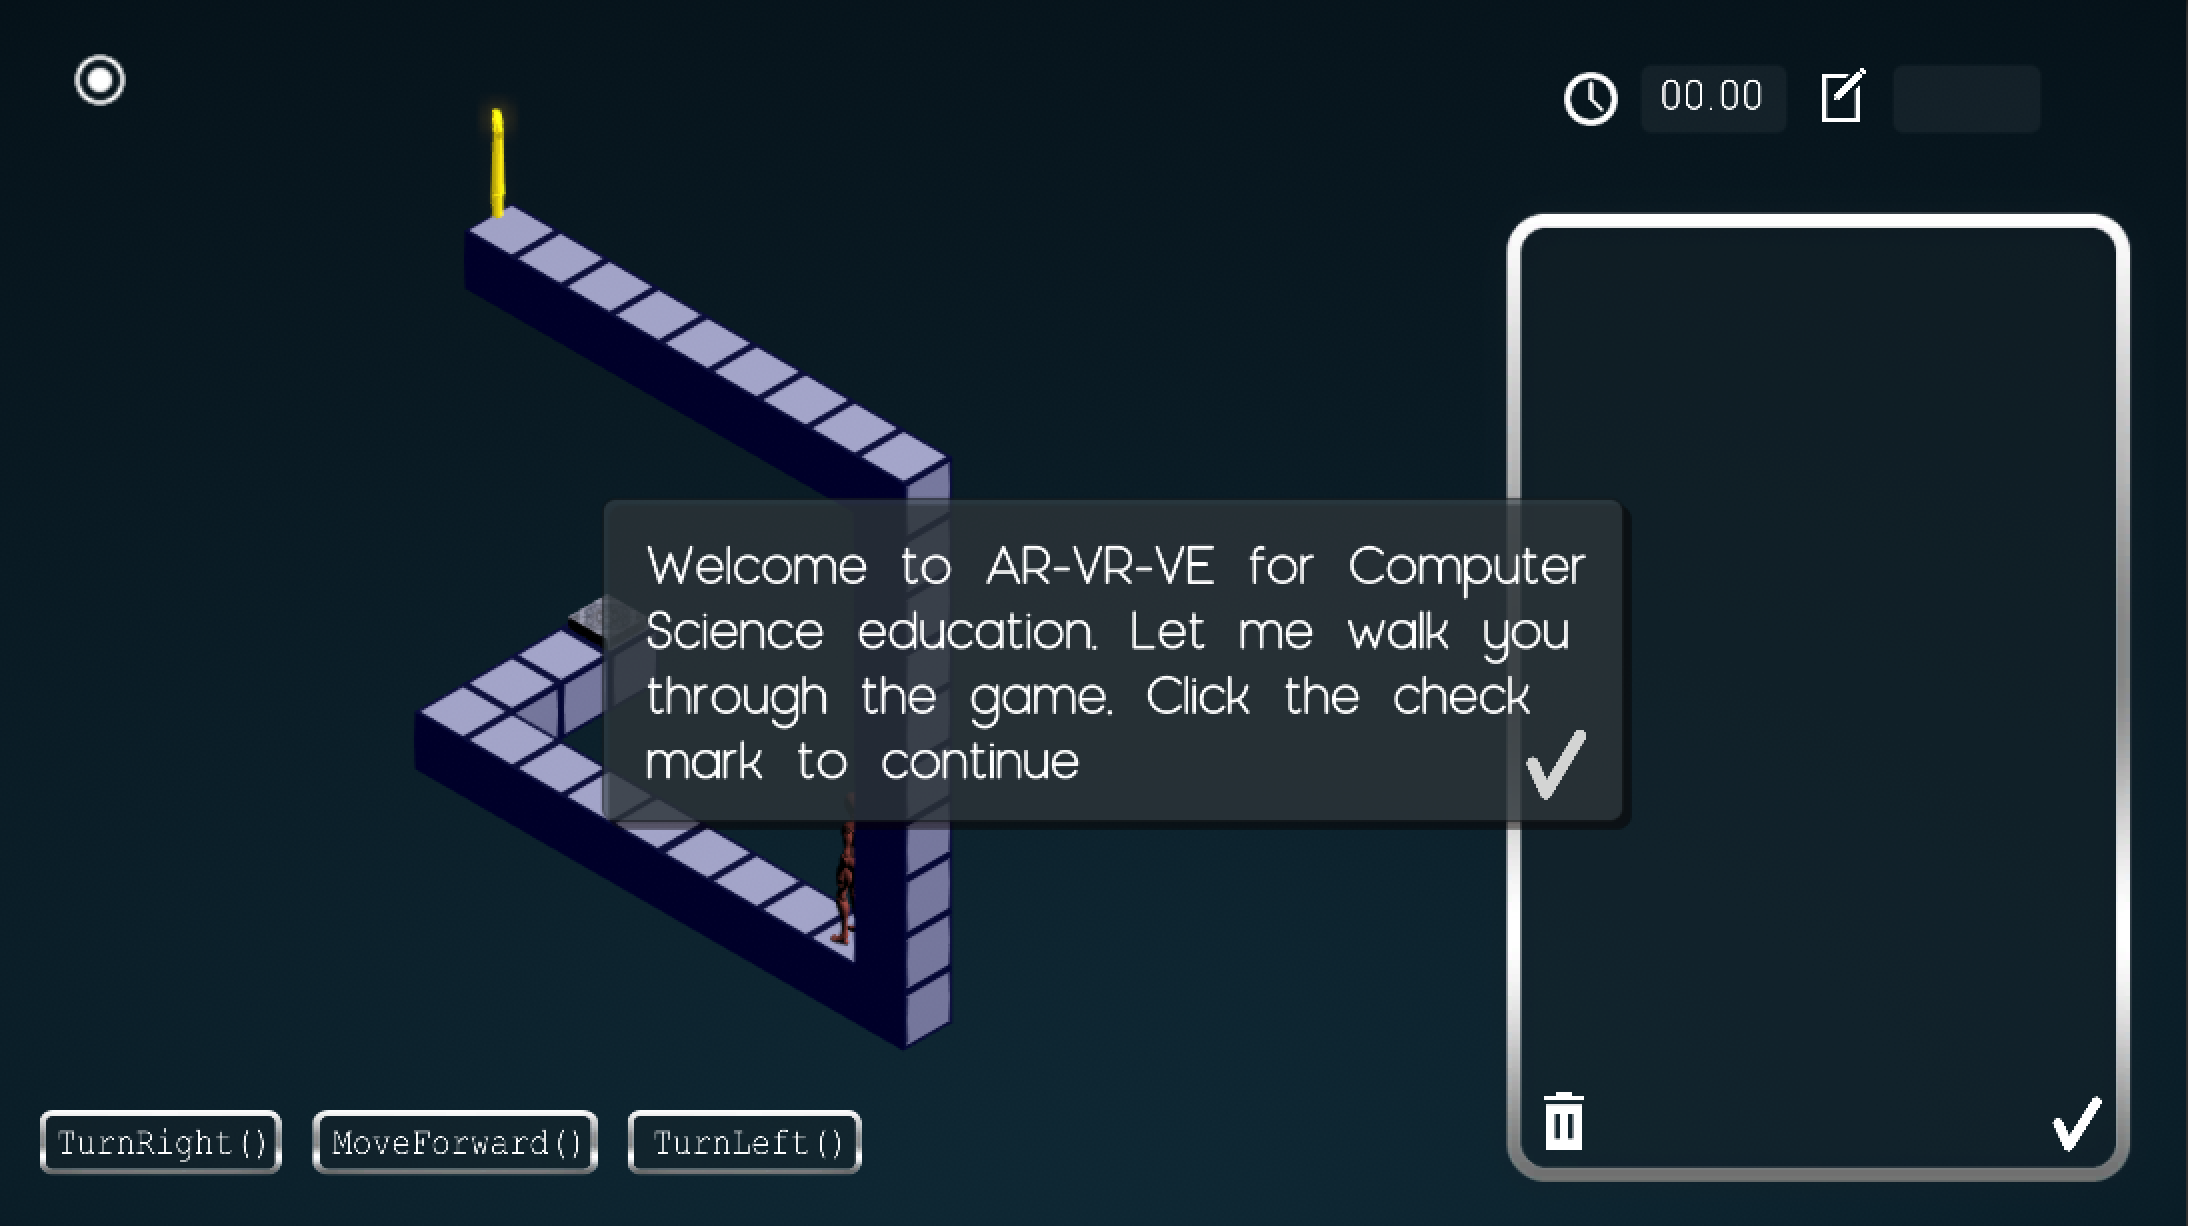 00.00
Welcome to AR-VR-VE for Computer
Science education. Let me walk you
through the game. Click the check
mark to continue
TurnRight() MoveForward() TurnLeft()